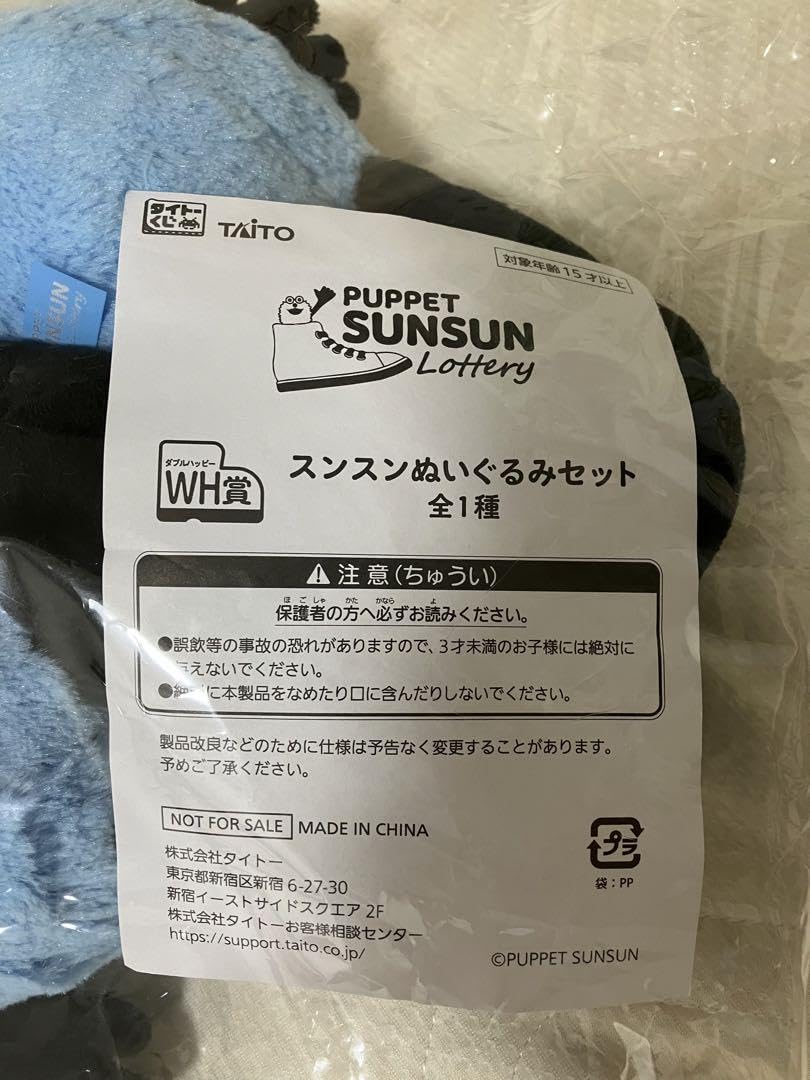 タイトー
くじ
TAITO
対象年齢15才以上
PUPPET
SUNSUN
Lottery
ダブルハッピー
WH賞
スンスンぬいぐるみセット
全1種
注意(ちゅうい)
保護者の方へ必ずお読みください。
●誤飲等の事故の恐れがありますので、3才未満のお子様には絶対に
与えないでください。
●絶対に本製品をなめたり口に含んだりしないでください。
製品改良などのために仕様は予告なく変更することがあります。
予めご了承ください。
NOT FOR SALE MADE IN CHINA
株式会社タイトー
東京都新宿区新宿 6-27-30
新宿イーストサイドスクエア 2F
株式会社タイトーお客様相談センター
https://support.taito.co.jp/
プラ
袋:PP
©PUPPET SUNSUN